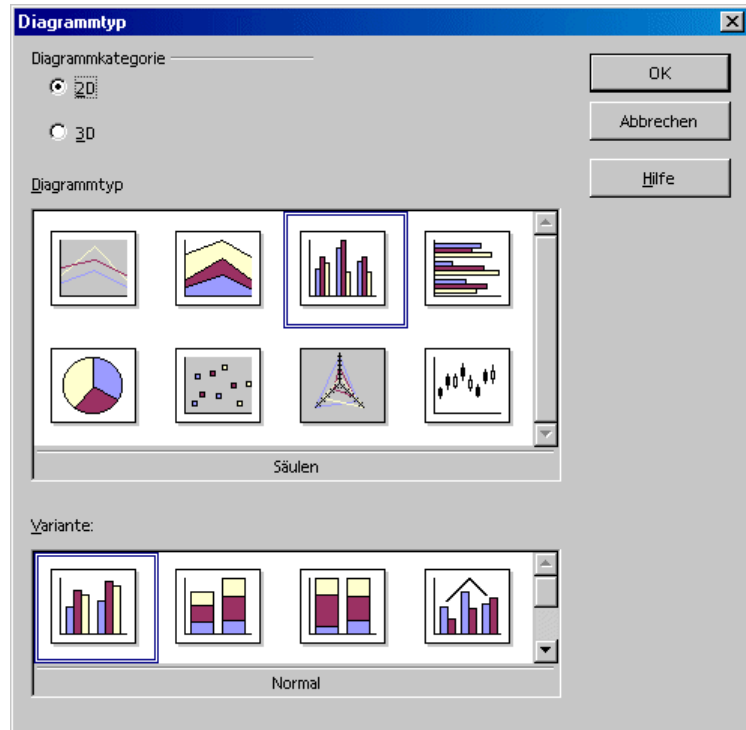 Diagrammtyp
Diagrammkategorie
2D
3D
OK
Abbrechen
Hilfe
Diagrammtyp
Säulen
Variante:
Normal